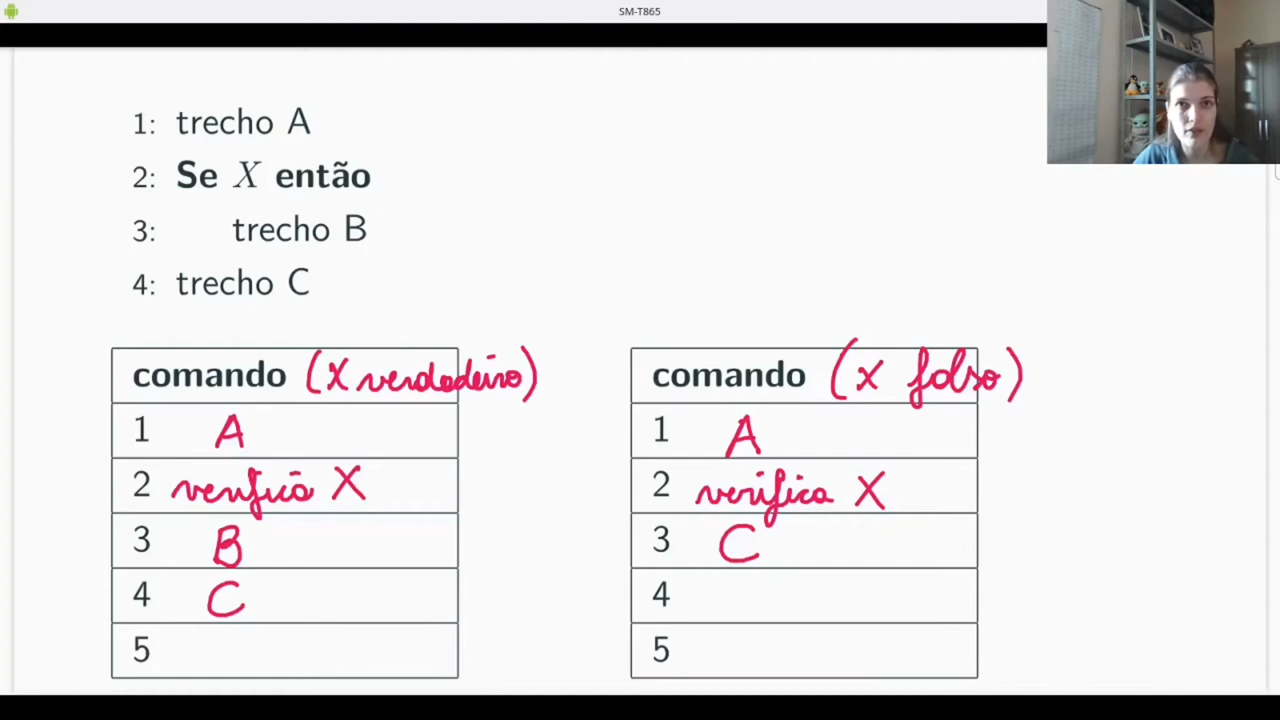 SM-T865
1: trecho A
2: Se X então
3: trecho B
4: trecho C
comando (X verdadeiro)
1 A
2 verifica X
3 B
4 C
5
comando (X falso)
1 A
2 verifica X
3 C
4
5